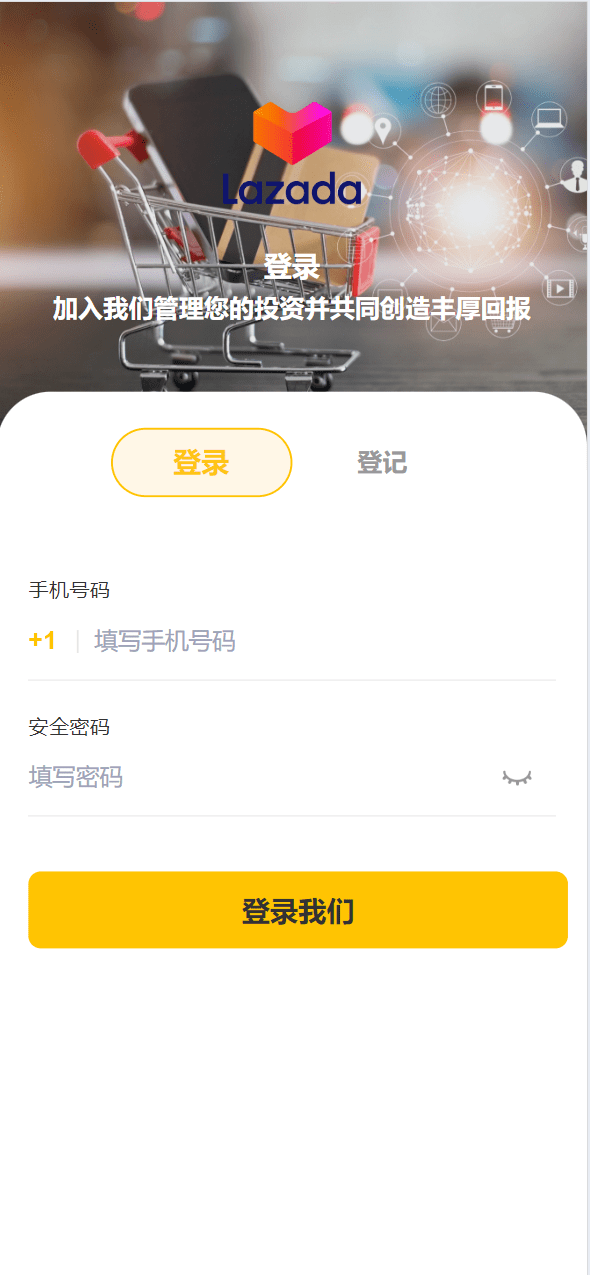 Lazada
登录
加入我们管理您的投资并共同创造丰厚回报
登录 登记
手机号码
+1 填写手机号码
安全密码
填写密码
登录我们